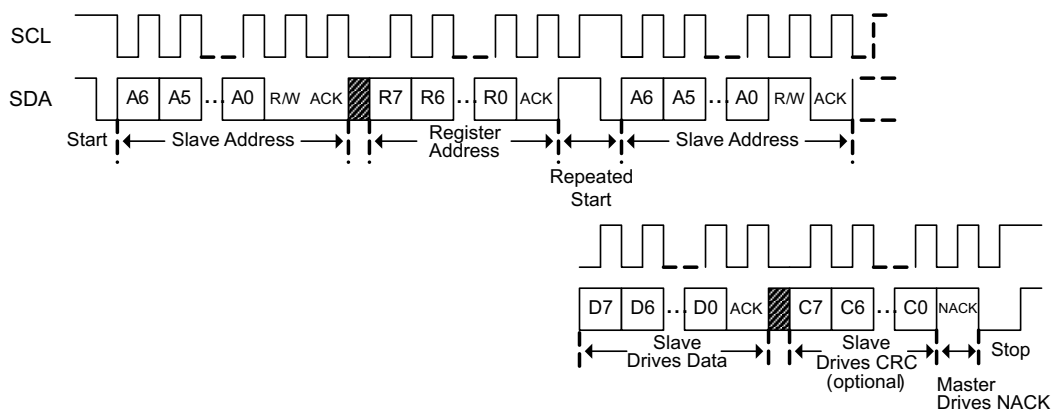 SCL
SDA
A6 A5 ... A0 R/W ACK R7 R6 ... R0 ACK A6 A5 ... A0 R/W ACK
Start Slave Address Register Address Slave Address
Repeated Start
D7 D6 ... D0 ACK C7 C6 ... C0 NACK
Slave Drives Data Slave Drives CRC (optional) Stop
Master Drives NACK